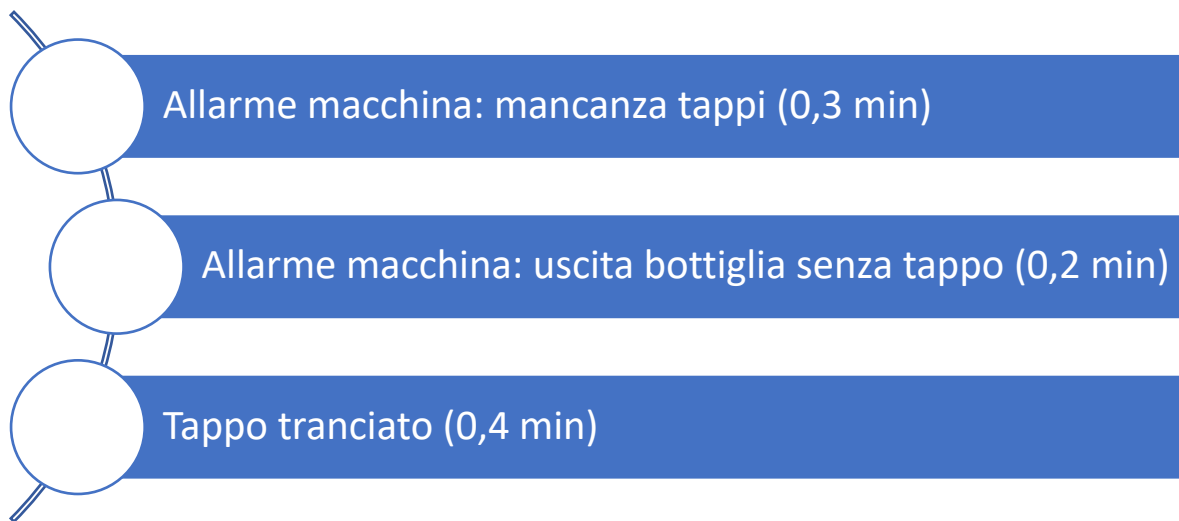 Allarme macchina: mancanza tappi (0,3 min)
Allarme macchina: uscita bottiglia senza tappo (0,2 min)
Tappo tranciato (0,4 min)